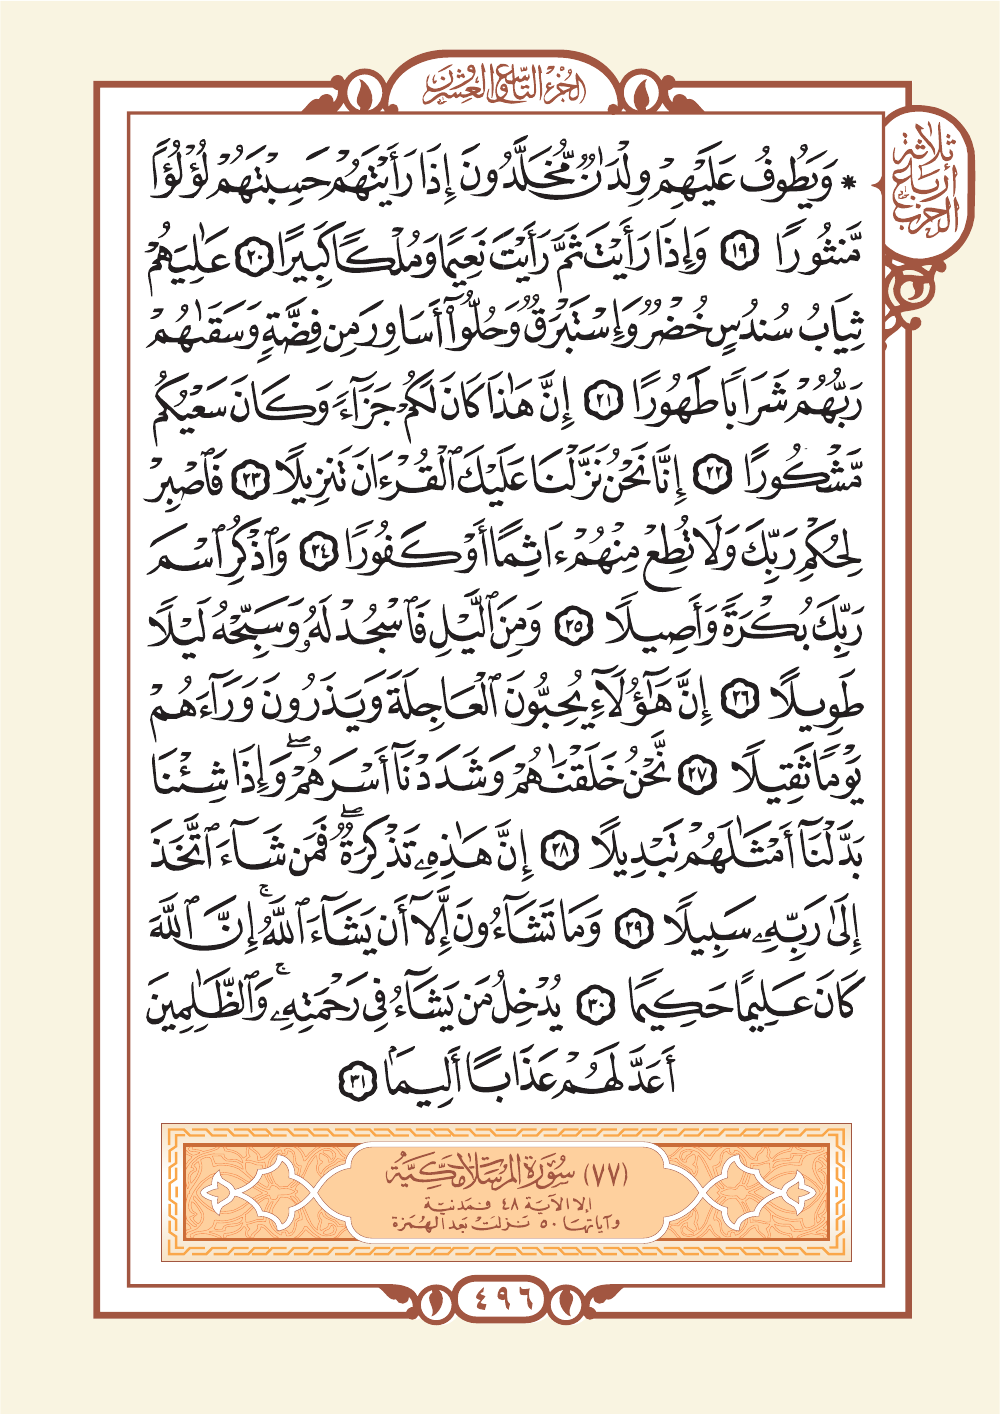 الجزء التاسع والعشرون
ثلاثة
أرباع
الحزب
* وَيَطُوفُ عَلَيْهِمْ وِلْدَٰنٌ مُّخَلَّدُونَ إِذَا رَأَيْتَهُمْ حَسِبْتَهُمْ لُؤْلُؤًا
مَّنثُورًا ١٩ وَإِذَا رَأَيْتَ ثَمَّ رَأَيْتَ نَعِيمًا وَمُلْكًا كَبِيرًا ٢٠ عَٰلِيَهُمْ
ثِيَابُ سُندُسٍ خُضْرٌ وَإِسْتَبْرَقٌ وَحُلُّوٓا۟ أَسَاوِرَ مِن فِضَّةٍ وَسَقَىٰهُمْ
رَبُّهُمْ شَرَابًا طَهُورًا ٢١ إِنَّ هَٰذَا كَانَ لَكُمْ جَزَآءً وَكَانَ سَعْيُكُم
مَّشْكُورًا ٢٢ إِنَّا نَحْنُ نَزَّلْنَا عَلَيْكَ ٱلْقُرْءَانَ تَنزِيلًا ٢٣ فَٱصْبِرْ
لِحُكْمِ رَبِّكَ وَلَا تُطِعْ مِنْهُمْ ءَاثِمًا أَوْ كَفُورًا ٢٤ وَٱذْكُرِ ٱسْمَ
رَبِّكَ بُكْرَةً وَأَصِيلًا ٢٥ وَمِنَ ٱلَّيْلِ فَٱسْجُدْ لَهُۥ وَسَبِّحْهُ لَيْلًا
طَوِيلًا ٢٦ إِنَّ هَٰٓؤُلَآءِ يُحِبُّونَ ٱلْعَاجِلَةَ وَيَذَرُونَ وَرَآءَهُمْ
يَوْمًا ثَقِيلًا ٢٧ نَّحْنُ خَلَقْنَٰهُمْ وَشَدَدْنَآ أَسْرَهُمْ ۖ وَإِذَا شِئْنَا
بَدَّلْنَآ أَمْثَٰلَهُمْ تَبْدِيلًا ٢٨ إِنَّ هَٰذِهِۦ تَذْكِرَةٌ ۖ فَمَن شَآءَ ٱتَّخَذَ
إِلَىٰ رَبِّهِۦ سَبِيلًا ٢٩ وَمَا تَشَآءُونَ إِلَّآ أَن يَشَآءَ ٱللَّهُ ۚ إِنَّ ٱللَّهَ
كَانَ عَلِيمًا حَكِيمًا ٣٠ يُدْخِلُ مَن يَشَآءُ فِى رَحْمَتِهِۦ ۚ وَٱلظَّٰلِمِينَ
أَعَدَّ لَهُمْ عَذَابًا أَلِيمًۢا ٣١
(٧٧) سُورَةُ المُرسَلات مَكِّيَّة
إلا الآية ٤٨ فمدنية
وآياتها ٥٠ نزلت بعد الهمزة
٤٩٦